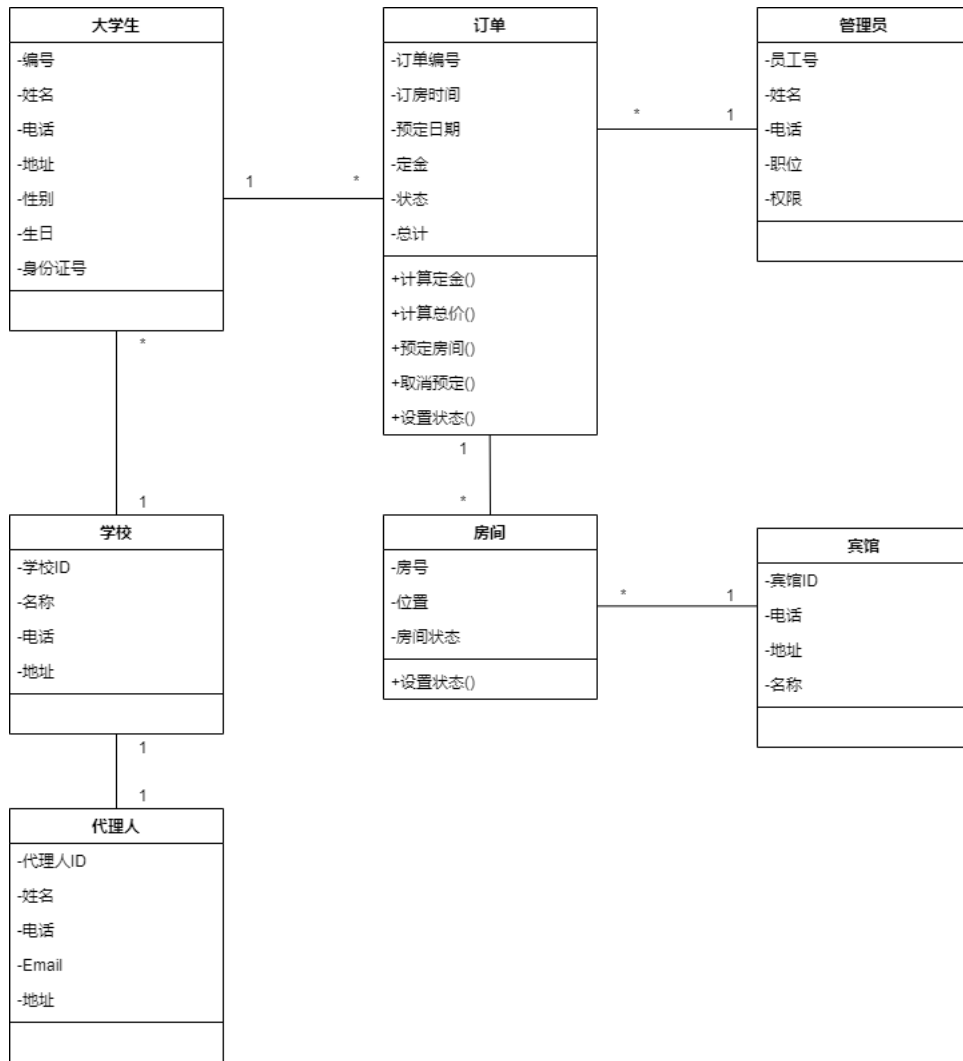 大学生
-编号
-姓名
-电话
-地址
-性别
-生日
-身份证号
订单
-订单编号
-订房时间
-预定日期
-定金
-状态
-总计
+计算定金()
+计算总价()
+预定房间()
+取消预定()
+设置状态()
管理员
-员工号
-姓名
-电话
-职位
-权限
1
*
*
1
*
1
1
*
学校
-学校ID
-名称
-电话
-地址
房间
-房号
-位置
-房间状态
+设置状态()
*
1
宾馆
-宾馆ID
-电话
-地址
-名称
1
1
代理人
-代理人ID
-姓名
-电话
-Email
-地址